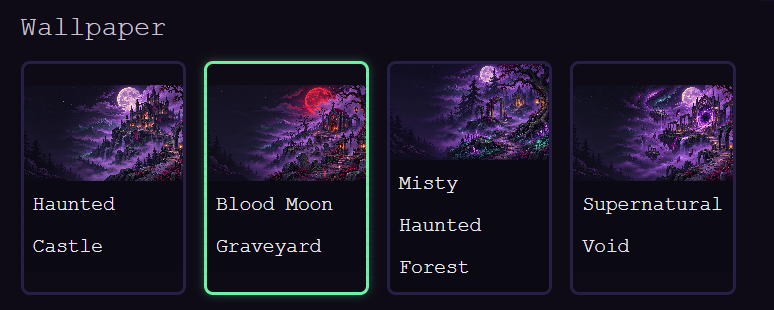 Wallpaper
Haunted
Castle
Blood Moon
Graveyard
Misty
Haunted
Forest
Supernatural
Void